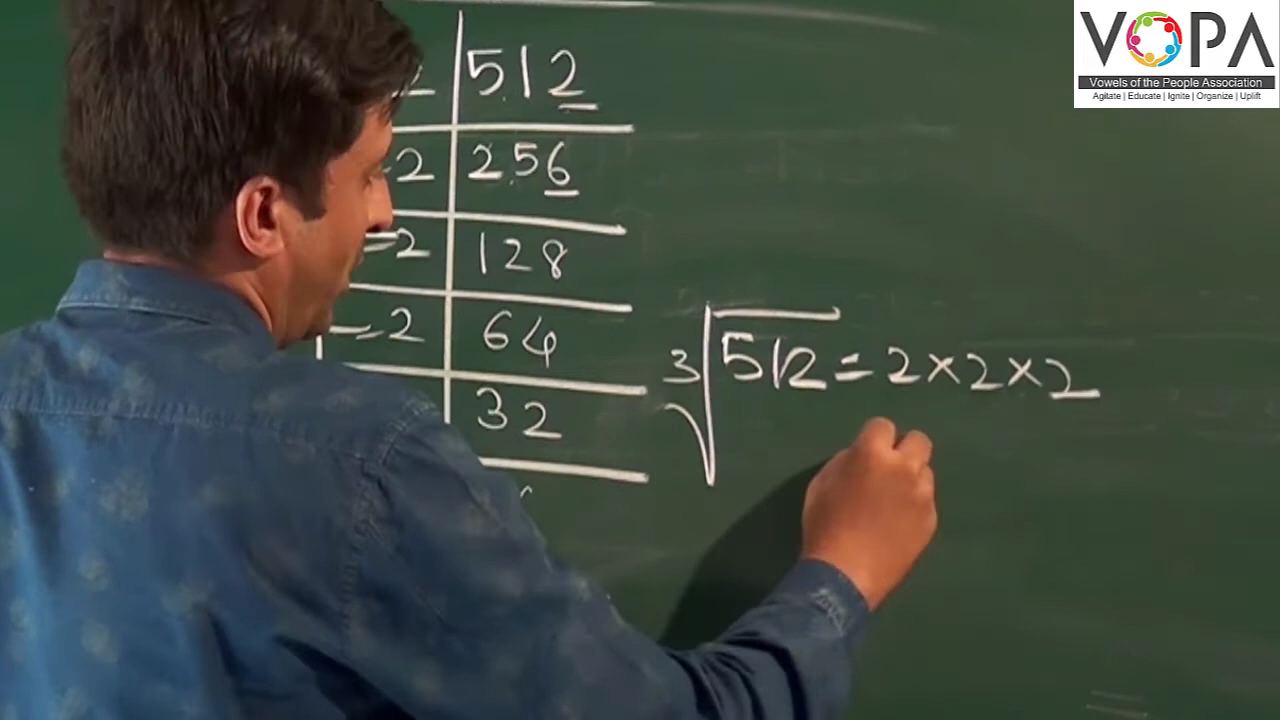 VOPA
Vowels of the People Association
Agitate | Educate | Ignite | Organize | Uplift
2 | 512
2 | 256
2 | 128
2 | 64
32
∛512 = 2×2×2